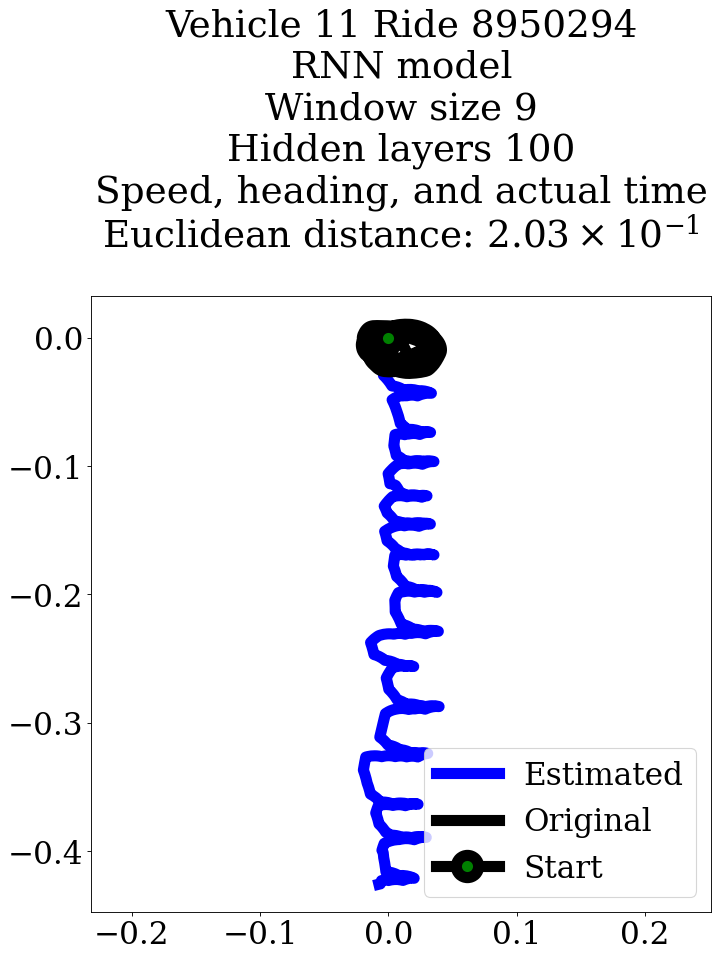 Vehicle 11 Ride 8950294
RNN model
Window size 9
Hidden layers 100
Speed, heading, and actual time
Euclidean distance: 2.03 × 10⁻¹
0.0
−0.1
−0.2
−0.3
−0.4
Estimated
Original
Start
−0.2 −0.1 0.0 0.1 0.2